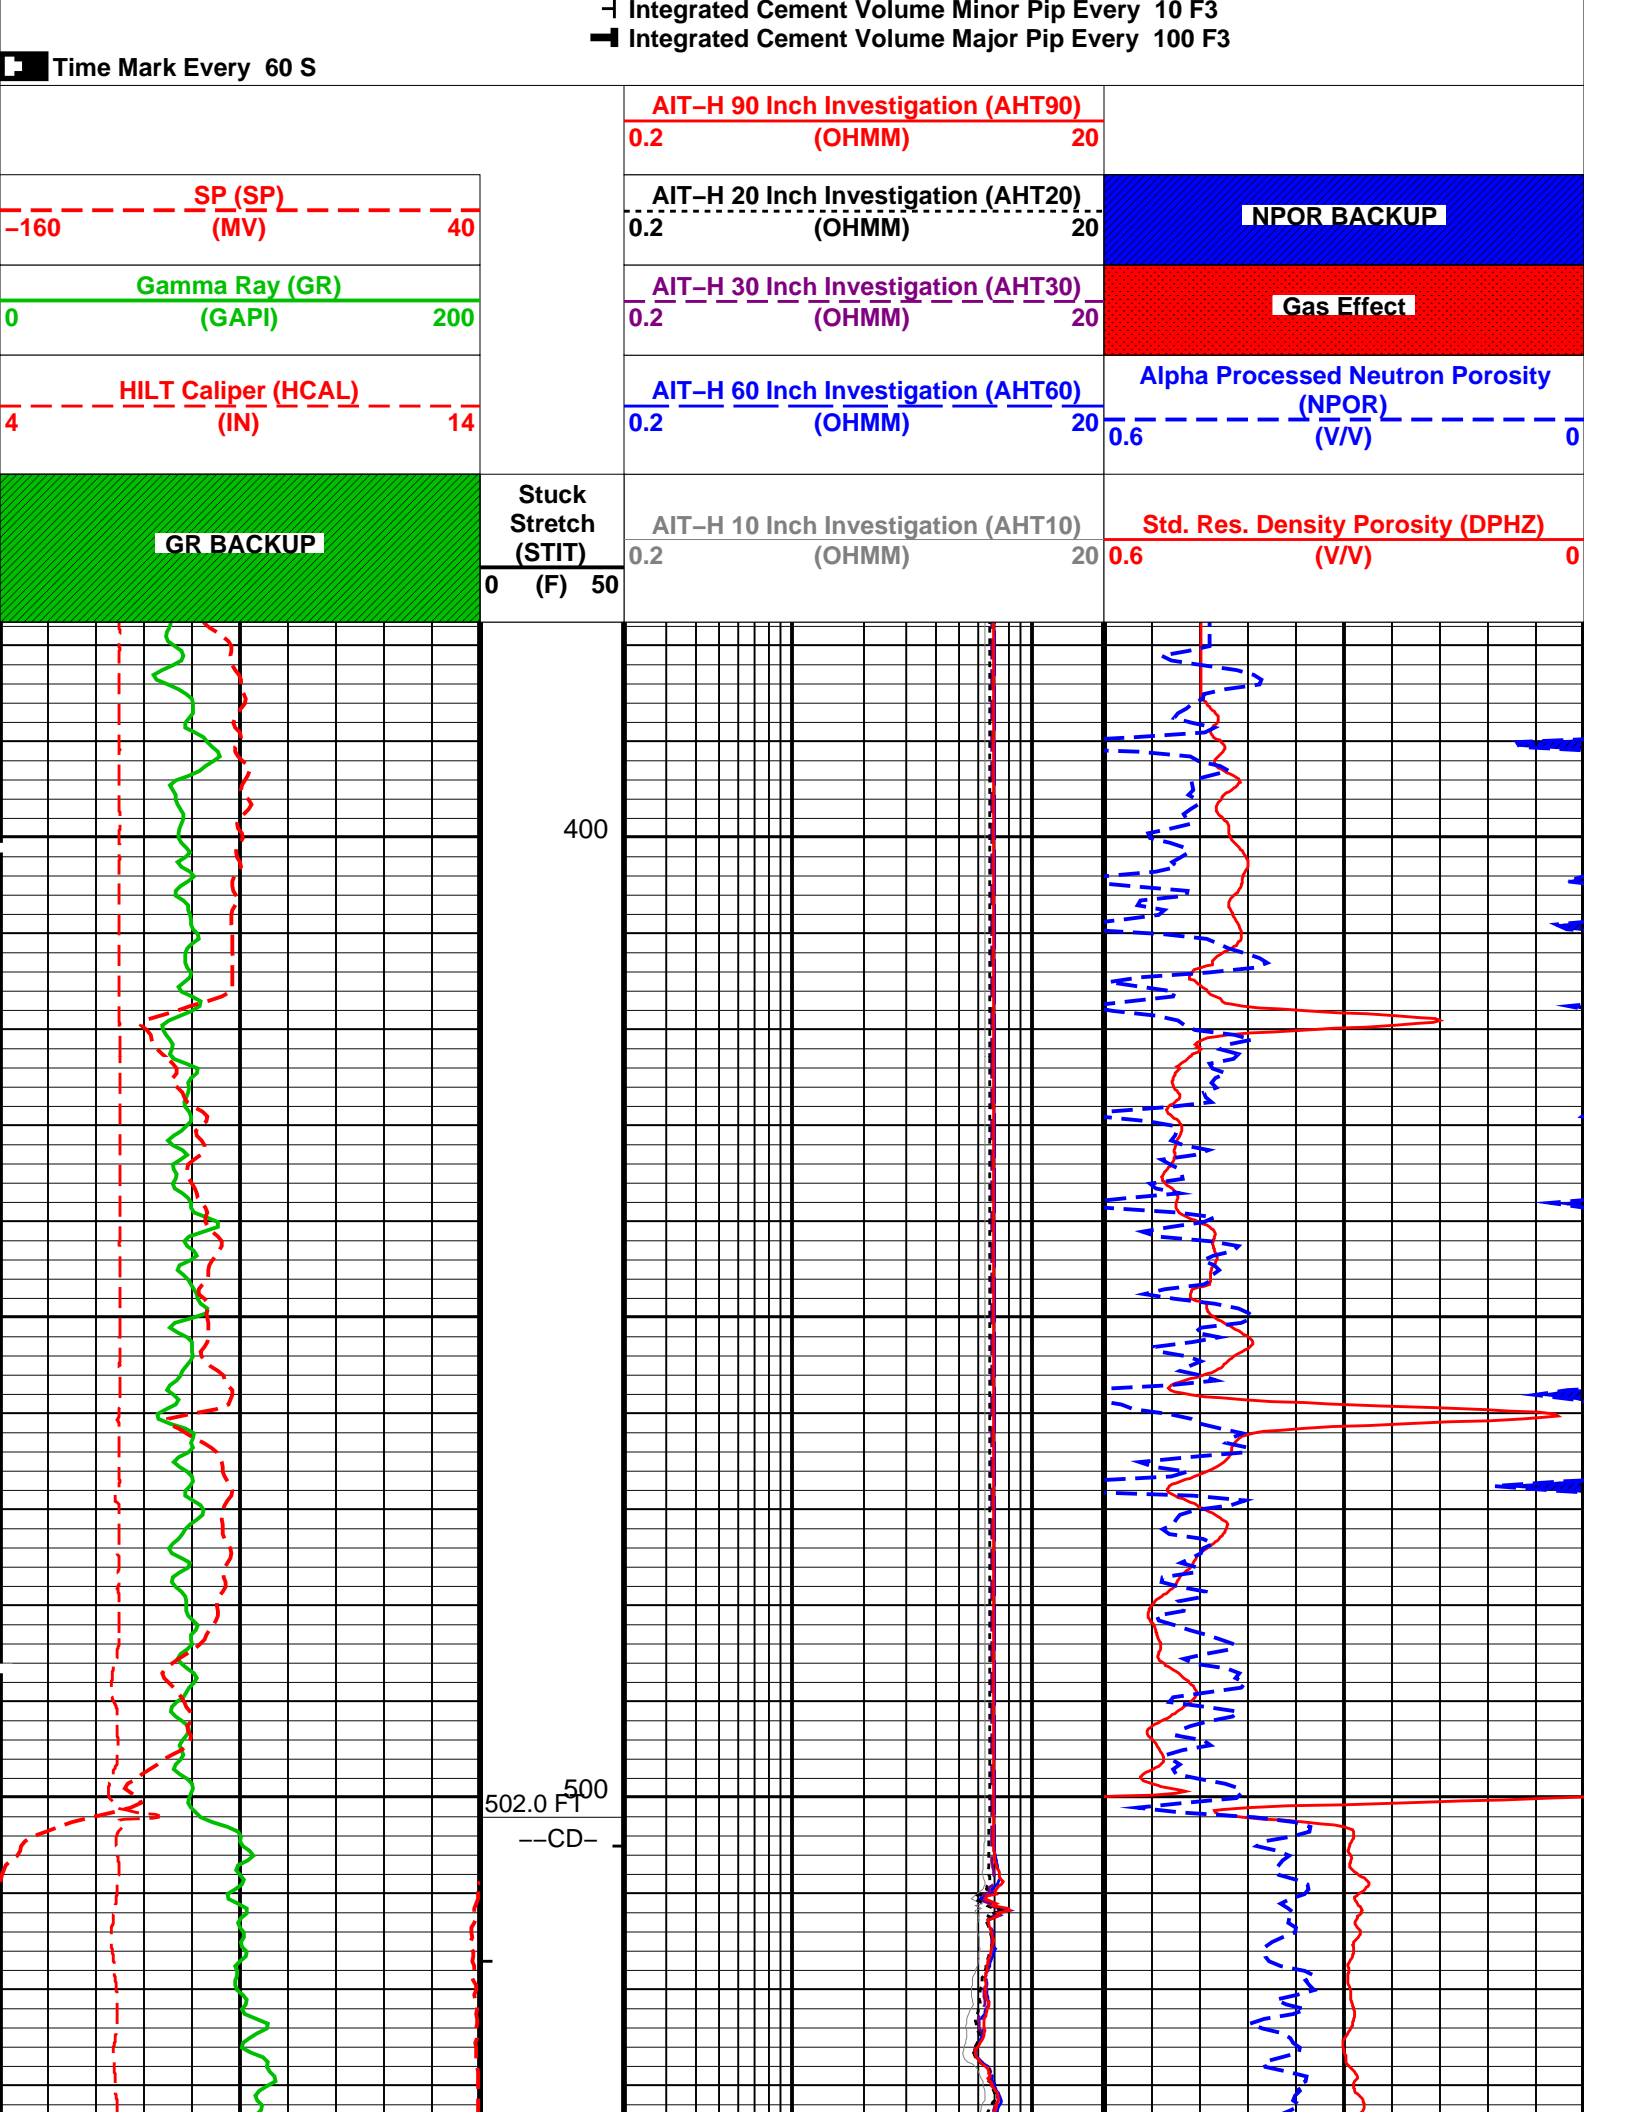 Integrated Cement Volume Minor Pip Every 10 F3
Integrated Cement Volume Major Pip Every 100 F3
Time Mark Every 60 S
AIT−H 90 Inch Investigation (AHT90)
0.2 (OHMM) 20
SP (SP)
−160 (MV) 40
AIT−H 20 Inch Investigation (AHT20)
0.2 (OHMM) 20
NPOR BACKUP
Gamma Ray (GR)
0 (GAPI) 200
AIT−H 30 Inch Investigation (AHT30)
0.2 (OHMM) 20
Gas Effect
HILT Caliper (HCAL)
4 (IN) 14
AIT−H 60 Inch Investigation (AHT60)
0.2 (OHMM) 20
Alpha Processed Neutron Porosity
(NPOR)
0.6 (V/V) 0
GR BACKUP
Stuck
Stretch
(STIT)
0 (F) 50
AIT−H 10 Inch Investigation (AHT10)
0.2 (OHMM) 20
Std. Res. Density Porosity (DPHZ)
0.6 (V/V) 0
400
500
502.0 FT
−−CD−